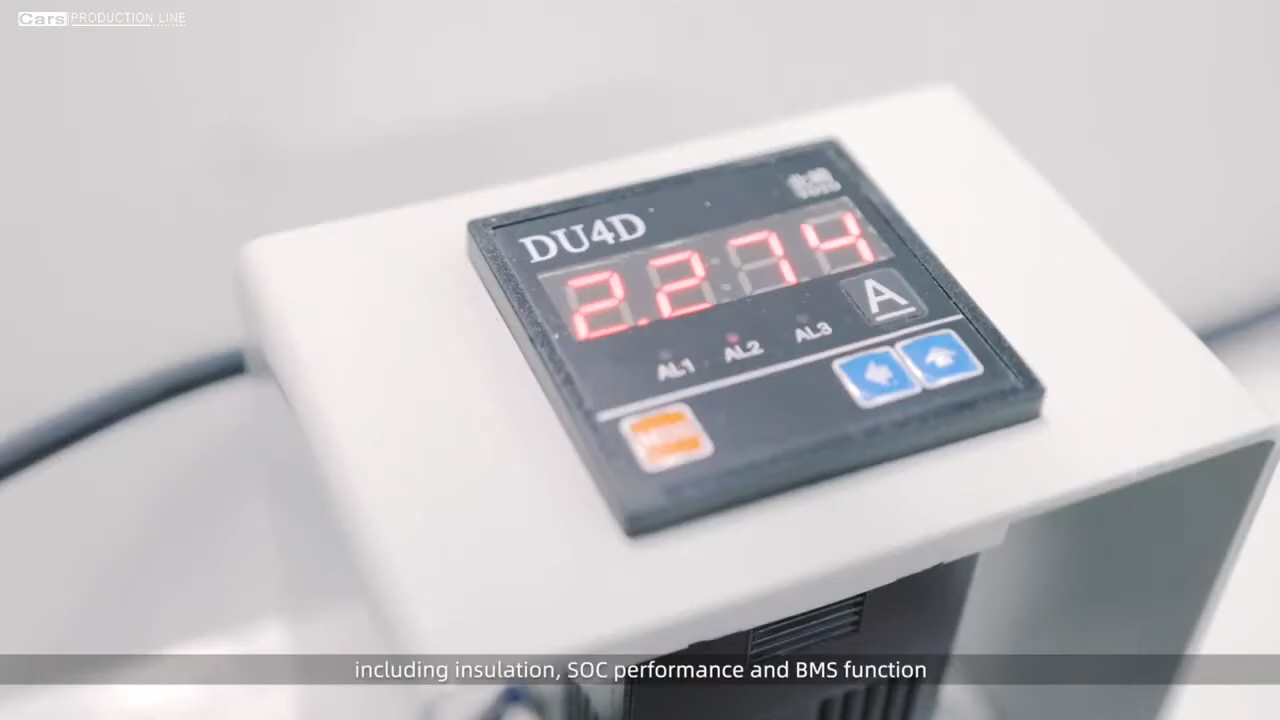 Cars PRODUCTION LINE
DU4D
2.274
A
AL1 AL2 AL3
including insulation, SOC performance and BMS function